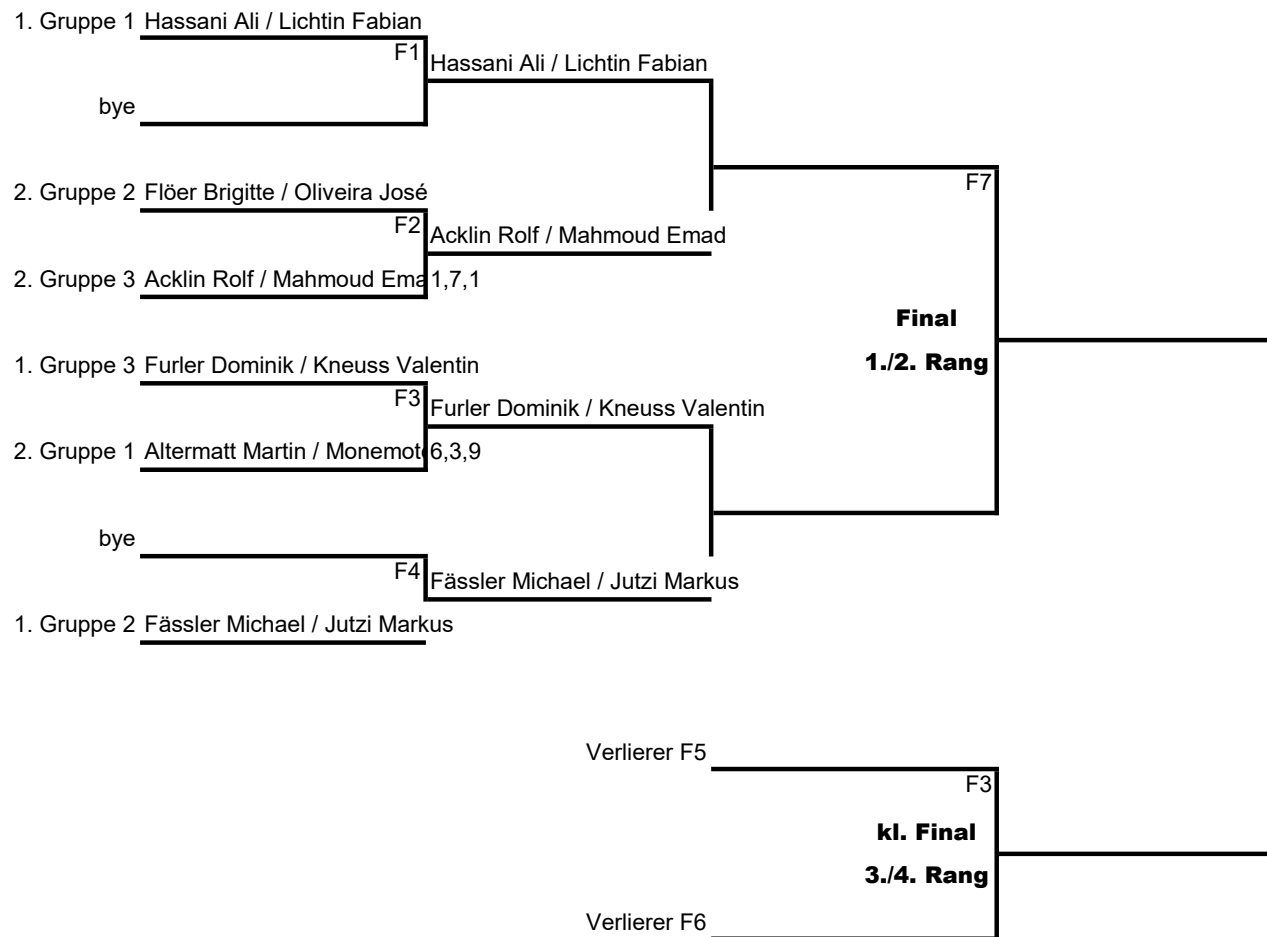 1. Gruppe 1 Hassani Ali / Lichtin Fabian
F1
Hassani Ali / Lichtin Fabian
bye
2. Gruppe 2 Flöer Brigitte / Oliveira José
F7
F2
Acklin Rolf / Mahmoud Emad
2. Gruppe 3 Acklin Rolf / Mahmoud Ema 1,7,1
Final
1./2. Rang
1. Gruppe 3 Furler Dominik / Kneuss Valentin
F3
Furler Dominik / Kneuss Valentin
2. Gruppe 1 Altermatt Martin / Monemot 6,3,9
bye
F4
Fässler Michael / Jutzi Markus
1. Gruppe 2 Fässler Michael / Jutzi Markus
Verlierer F5
F3
kl. Final
3./4. Rang
Verlierer F6